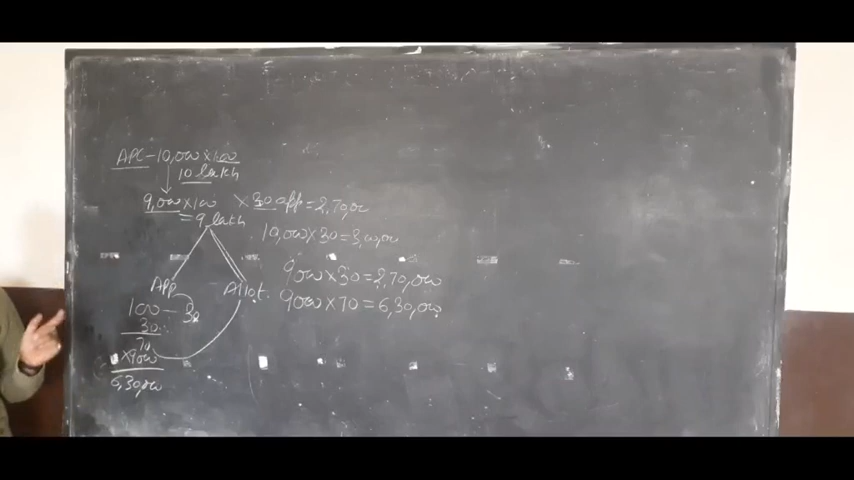 APC - 10,000 × 100
10 lakh
9,000 × 100 × 30 app = 2,70,00
= 9 lakh
10,000 × 30 = 3,00,00
App
Allot.
9000 × 30 = 2,70,000
100 - 30
9000 × 70 = 6,30,000
30
70
× 9000
6,30,000